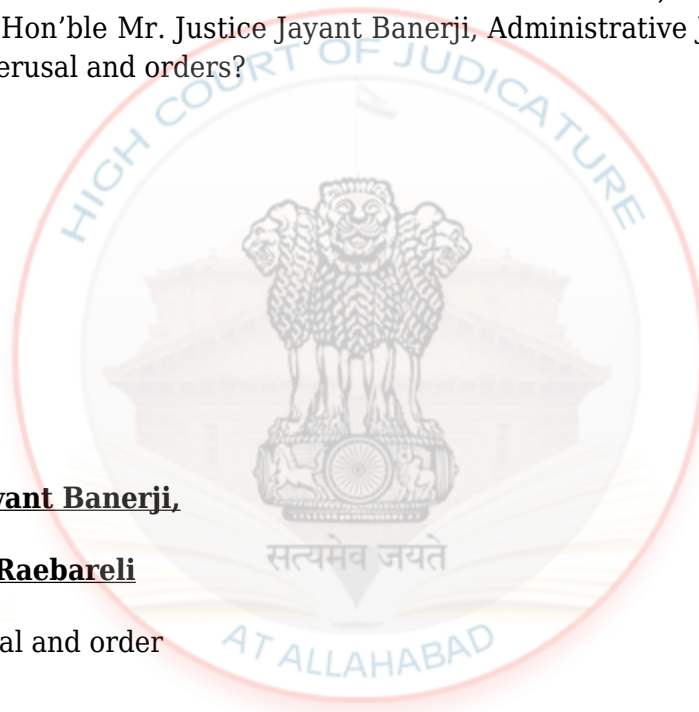 Hon’ble Mr. Justice Jayant Banerji, Administrative
erusal and orders?
HIGH COURT OF JUDICATURE
yant Banerji,
सत्यमेव जयते
Raebareli
al and order
AT ALLAHABAD